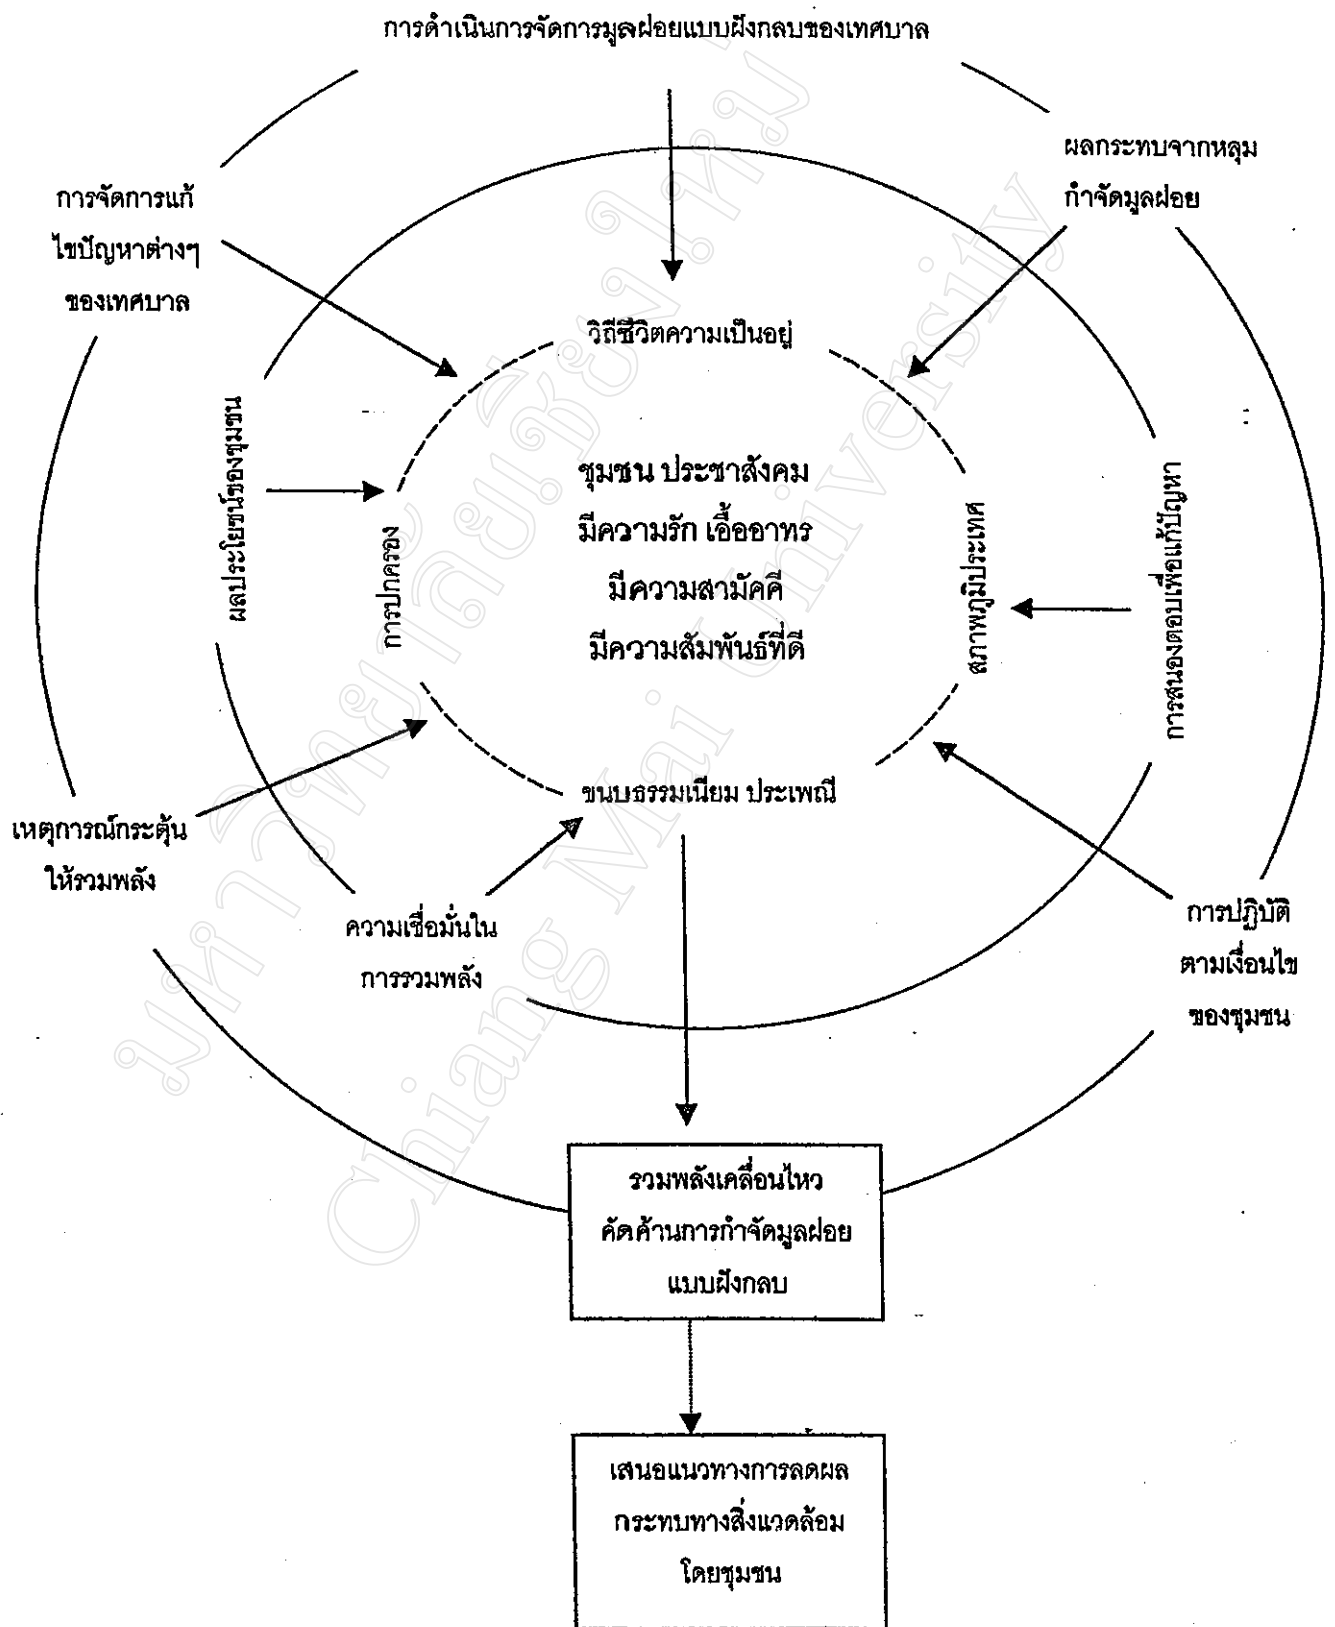 การดำเนินการจัดการมูลฝอยแบบฝังกลบของเทศบาล
ผลกระทบจากหลุม
กำจัดมูลฝอย
การจัดการแก้
ไขปัญหาต่างๆ
ของเทศบาล
วิถีชีวิตความเป็นอยู่
ผลประโยชน์ของชุมชน
การปกครอง
ชุมชน ประชาสังคม
มีความรัก เอื้ออาทร
มีความสามัคคี
มีความสัมพันธ์ที่ดี
สภาพภูมิประเทศ
การสนองตอบเพื่อแก้ปัญหา
ขนบธรรมเนียม ประเพณี
เหตุการณ์กระตุ้น
ให้รวมพลัง
ความเชื่อมั่นใน
การรวมพลัง
การปฏิบัติ
ตามเงื่อนไข
ของชุมชน
รวมพลังเคลื่อนไหว
คัดค้านการกำจัดมูลฝอย
แบบฝังกลบ
เสนอแนวทางการลดผล
กระทบทางสิ่งแวดล้อม
โดยชุมชน
มหาวิทยาลัยเชียงใหม่
Chiang Mai University